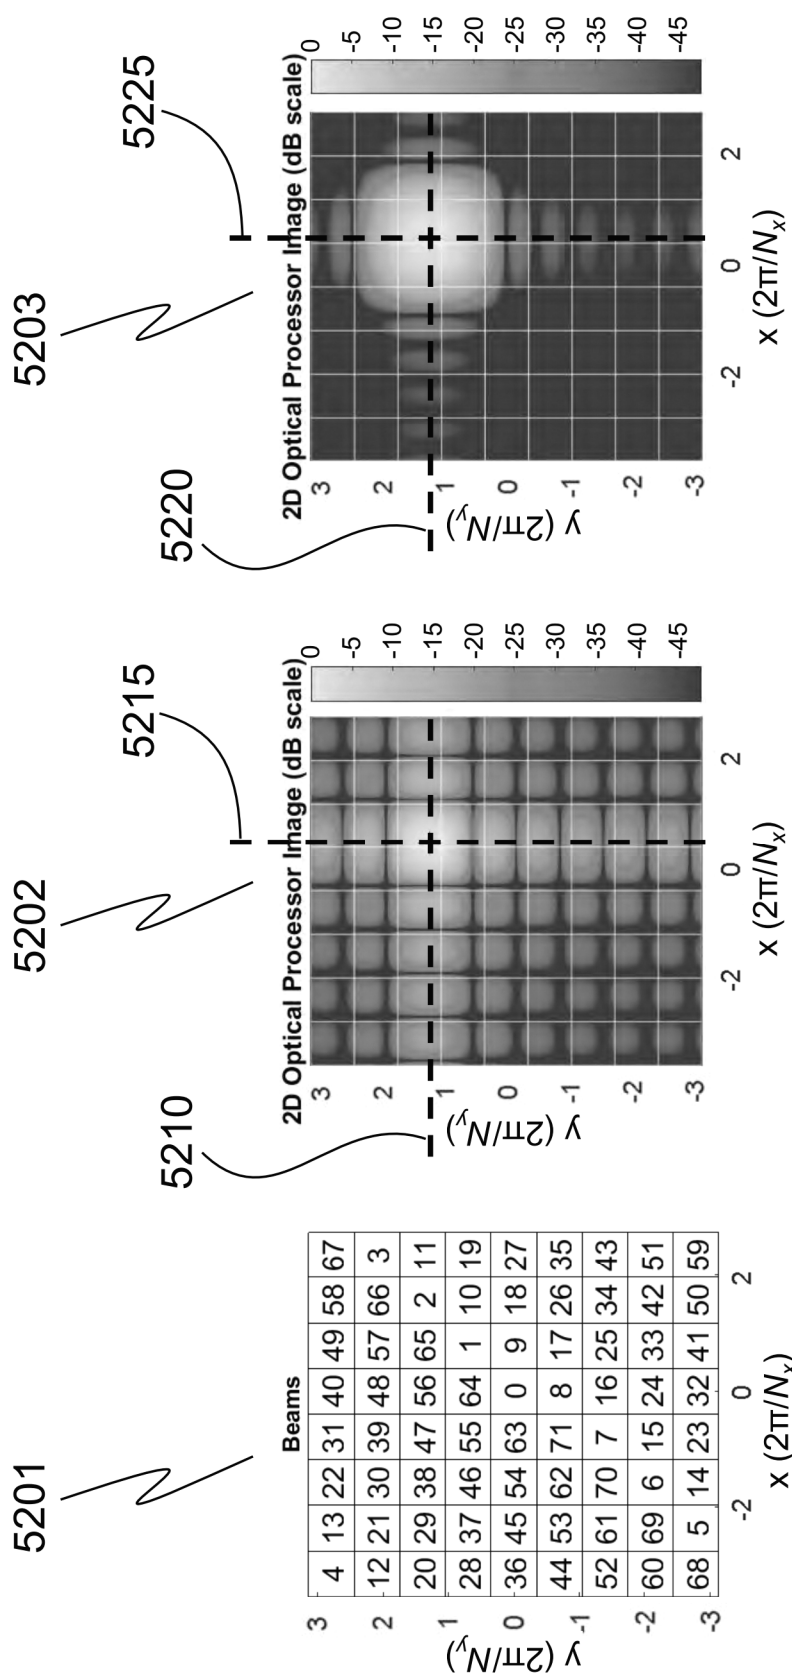 5201
Beams
y (2π/Ny)
3
2
1
0
-1
-2
-3
4 13 22 31 40 49 58 67
12 21 30 39 48 57 66 3
20 29 38 47 56 65 2 11
28 37 46 55 64 1 10 19
36 45 54 63 0 9 18 27
44 53 62 71 8 17 26 35
52 61 70 7 16 25 34 43
60 69 6 15 24 33 42 51
68 5 14 23 32 41 50 59
-2 0 2
x (2π/Nx)
5202
5210
5215
2D Optical Processor Image (dB scale)
y (2π/Ny)
3
2
1
0
-1
-2
-3
-2 0 2
x (2π/Nx)
0
-5
-10
-15
-20
-25
-30
-35
-40
-45
5203
5220
5225
2D Optical Processor Image (dB scale)
y (2π/Ny)
3
2
1
0
-1
-2
-3
-2 0 2
x (2π/Nx)
0
-5
-10
-15
-20
-25
-30
-35
-40
-45